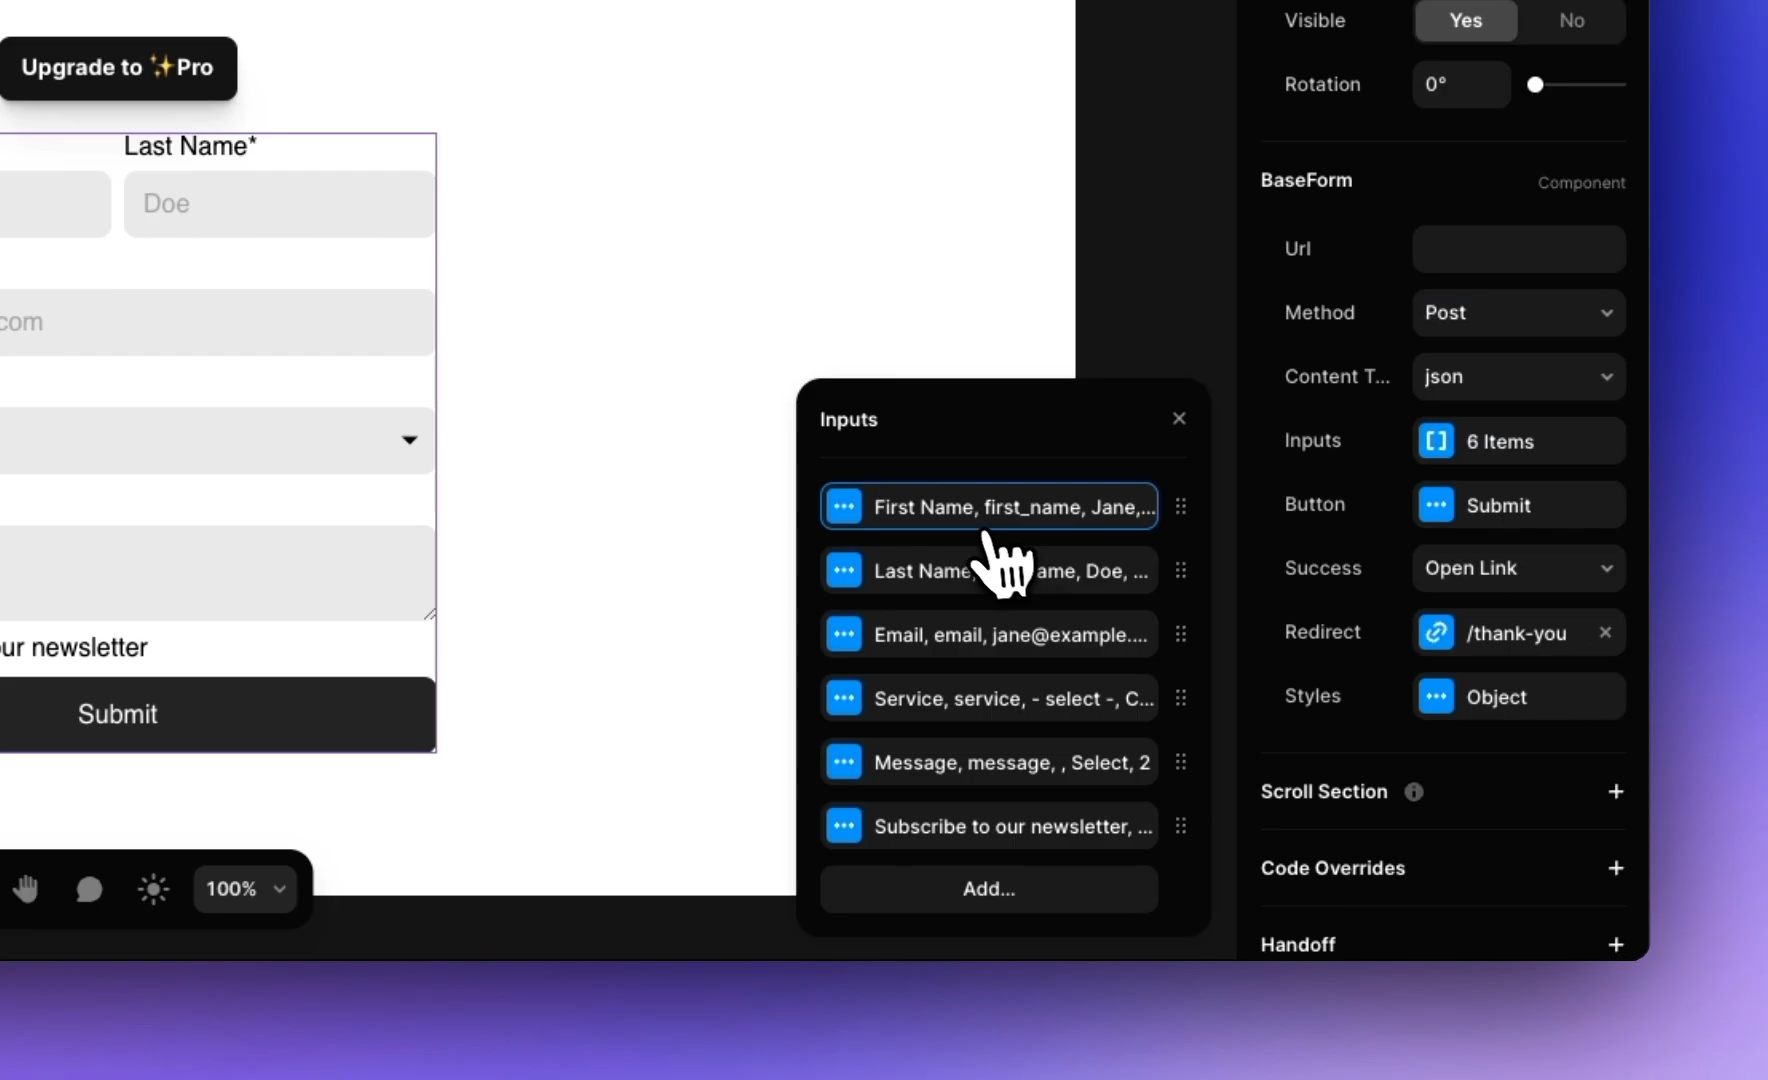 Upgrade to ✨Pro
Last Name*
Doe
com
our newsletter
Submit
100%
Inputs
First Name, first_name, Jane,...
Last Name, ame, Doe, ...
Email, email, jane@example....
Service, service, - select -, C...
Message, message, , Select, 2
Subscribe to our newsletter, ...
Add...
Visible Yes No
Rotation 0°
BaseForm Component
Url
Method Post
Content T... json
Inputs 6 Items
Button Submit
Success Open Link
Redirect /thank-you
Styles Object
Scroll Section
Code Overrides
Handoff